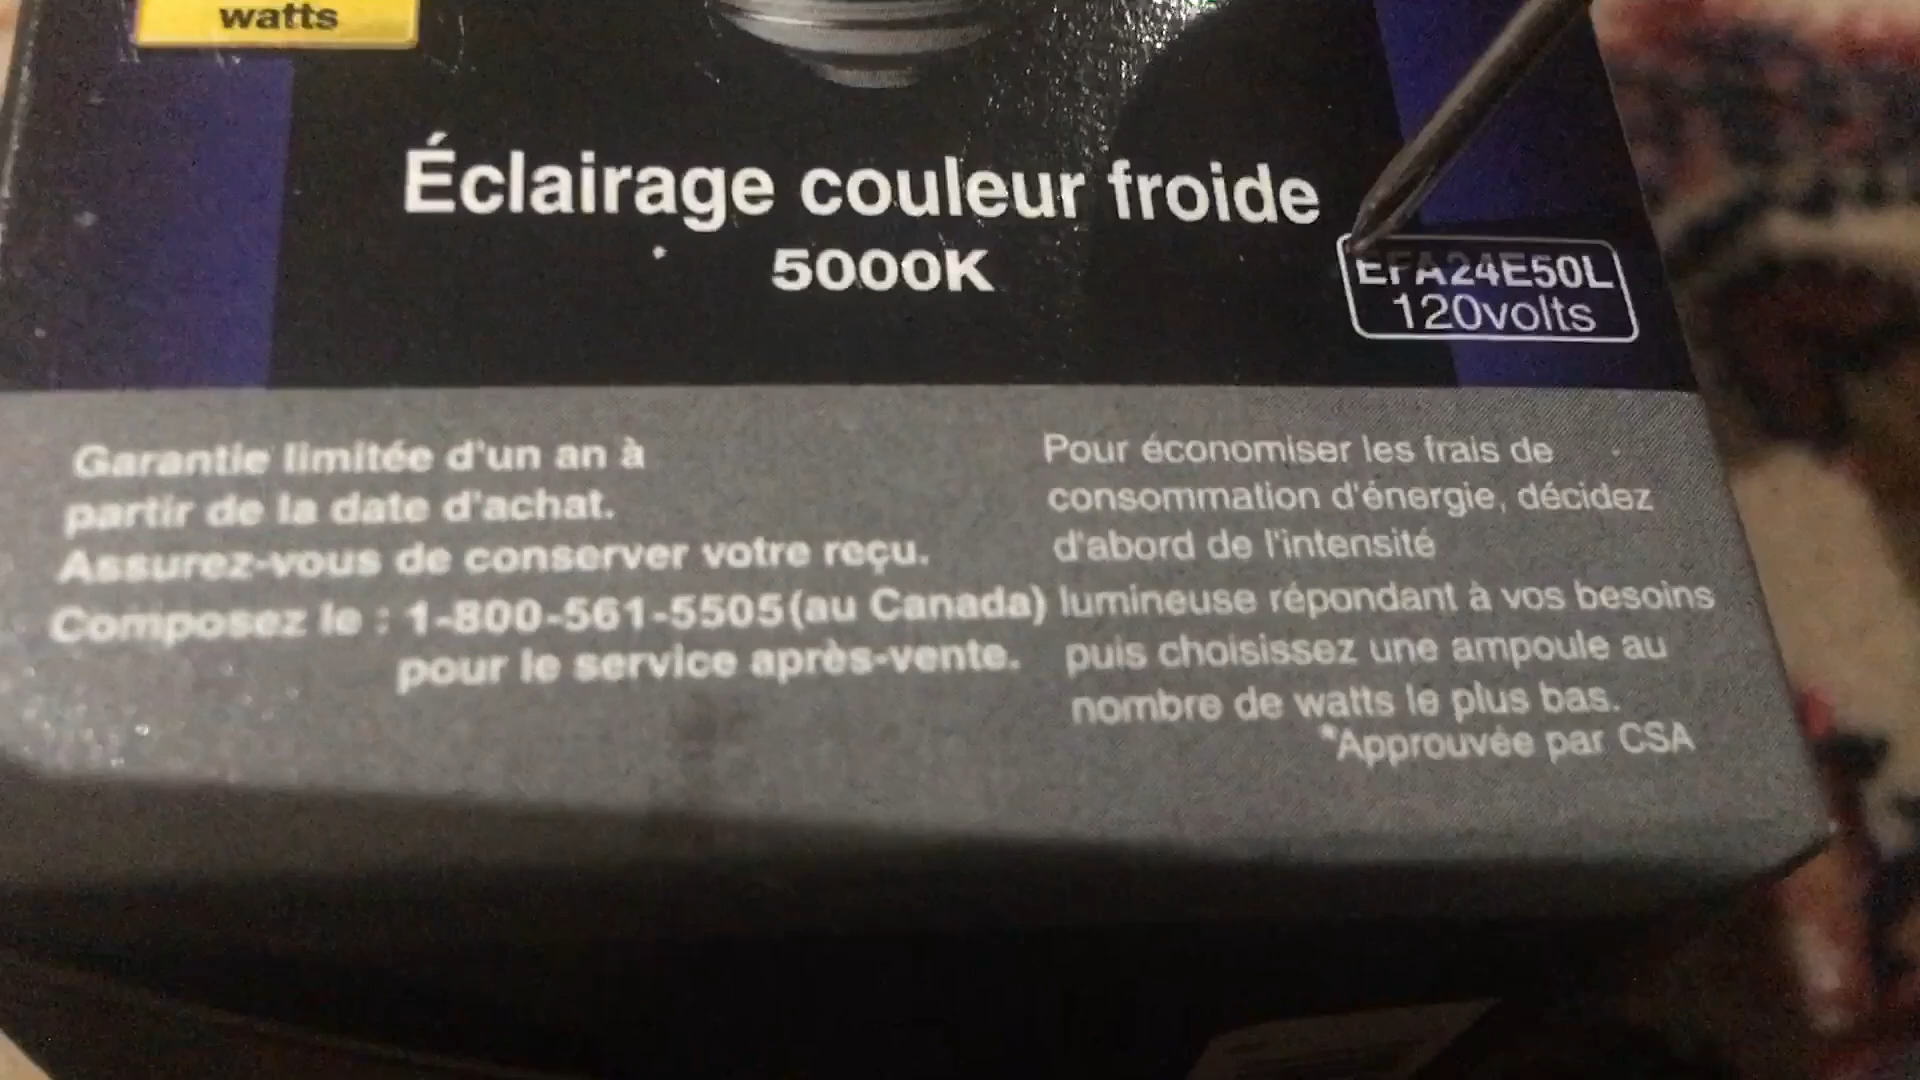 watts
Éclairage couleur froide
5000K
EFA24E50L
120volts
Garantie limitée d'un an à
partir de la date d'achat.
Assurez-vous de conserver votre reçu.
Composez le : 1-800-561-5505(au Canada)
pour le service après-vente.
Pour économiser les frais de
consommation d'énergie, décidez
d'abord de l'intensité
lumineuse répondant à vos besoins
puis choisissez une ampoule au
nombre de watts le plus bas.
*Approuvée par CSA